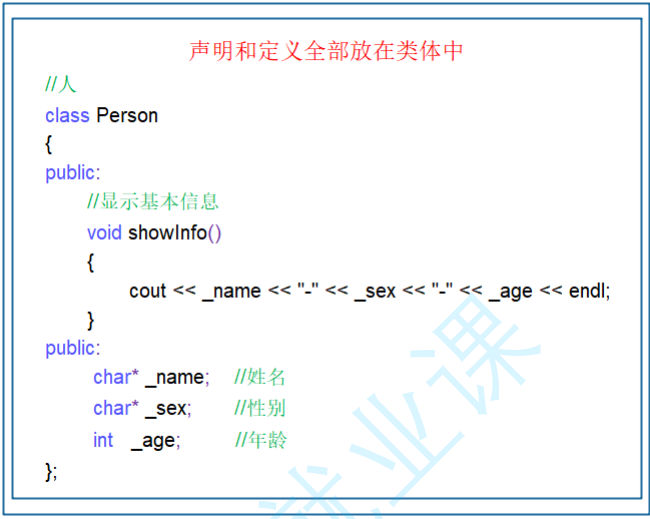 声明和定义全部放在类体中
//人
class Person
{
public:
//显示基本信息
void showInfo()
{
cout << _name << "-" << _sex << "-" << _age << endl;
}
public:
char* _name; //姓名
char* _sex; //性别
int _age; //年龄
};
就业课